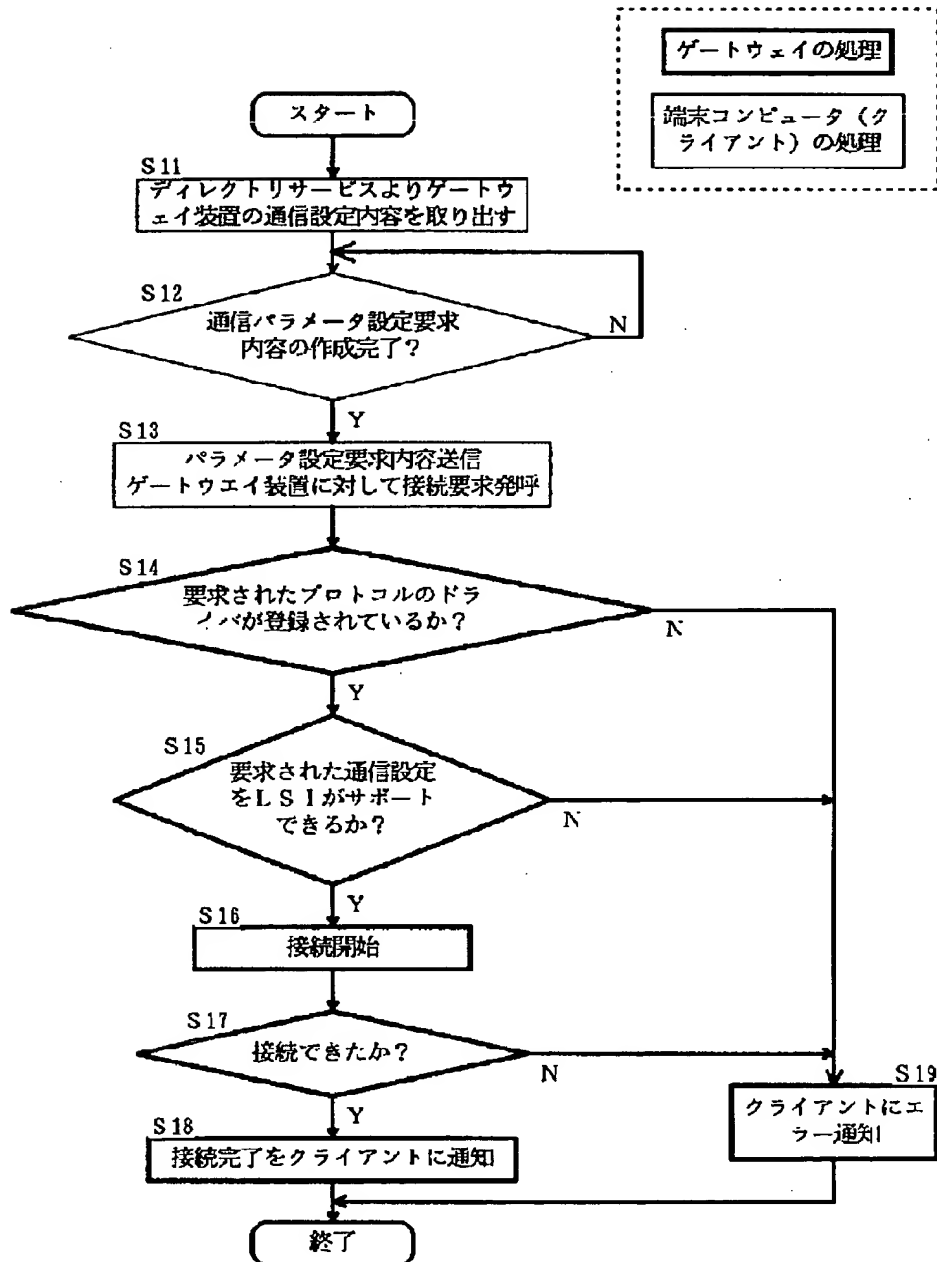 ゲートウェイの処理
端末コンピュータ（ク
ライアント）の処理
スタート
S11
ディレクトリサービスよりゲートウ
ェイ装置の通信設定内容を取り出す
S12
通信パラメータ設定要求
内容の作成完了？
N
Y
S13
パラメータ設定要求内容送信
ゲートウエイ装置に対して接続要求発呼
S14
要求されたプロトコルのドラ
イバが登録されているか？
N
Y
S15
要求された通信設定
をLSIがサポート
できるか？
N
Y
S16
接続開始
S17
接続できたか？
N
Y
S18
接続完了をクライアントに通知
S19
クライアントにエ
ラー通知
終了